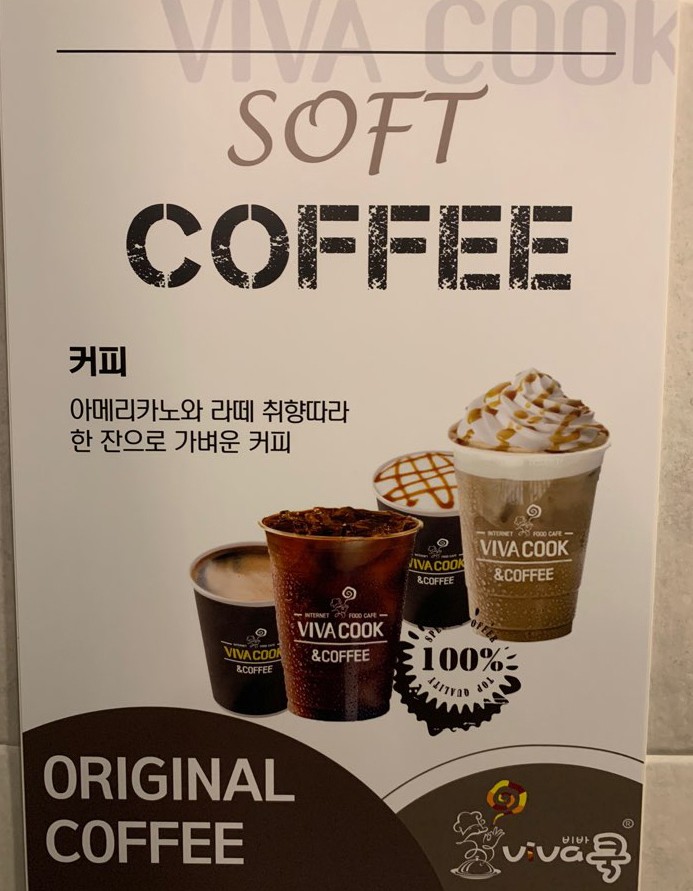 VIVA COOK
SOFT
COFFEE
커피
아메리카노와 라떼 취향따라
한 잔으로 가벼운 커피
INTERNET FOOD CAFE
VIVA COOK
&COFFEE
INTERNET FOOD CAFE
VIVA COOK
&COFFEE
INTERNET FOOD CAFE
VIVA COOK
&COFFEE
VIVA COOK
&COFFEE
100%
TOP QUALITY
ORIGINAL
COFFEE
비바
viva쿡®